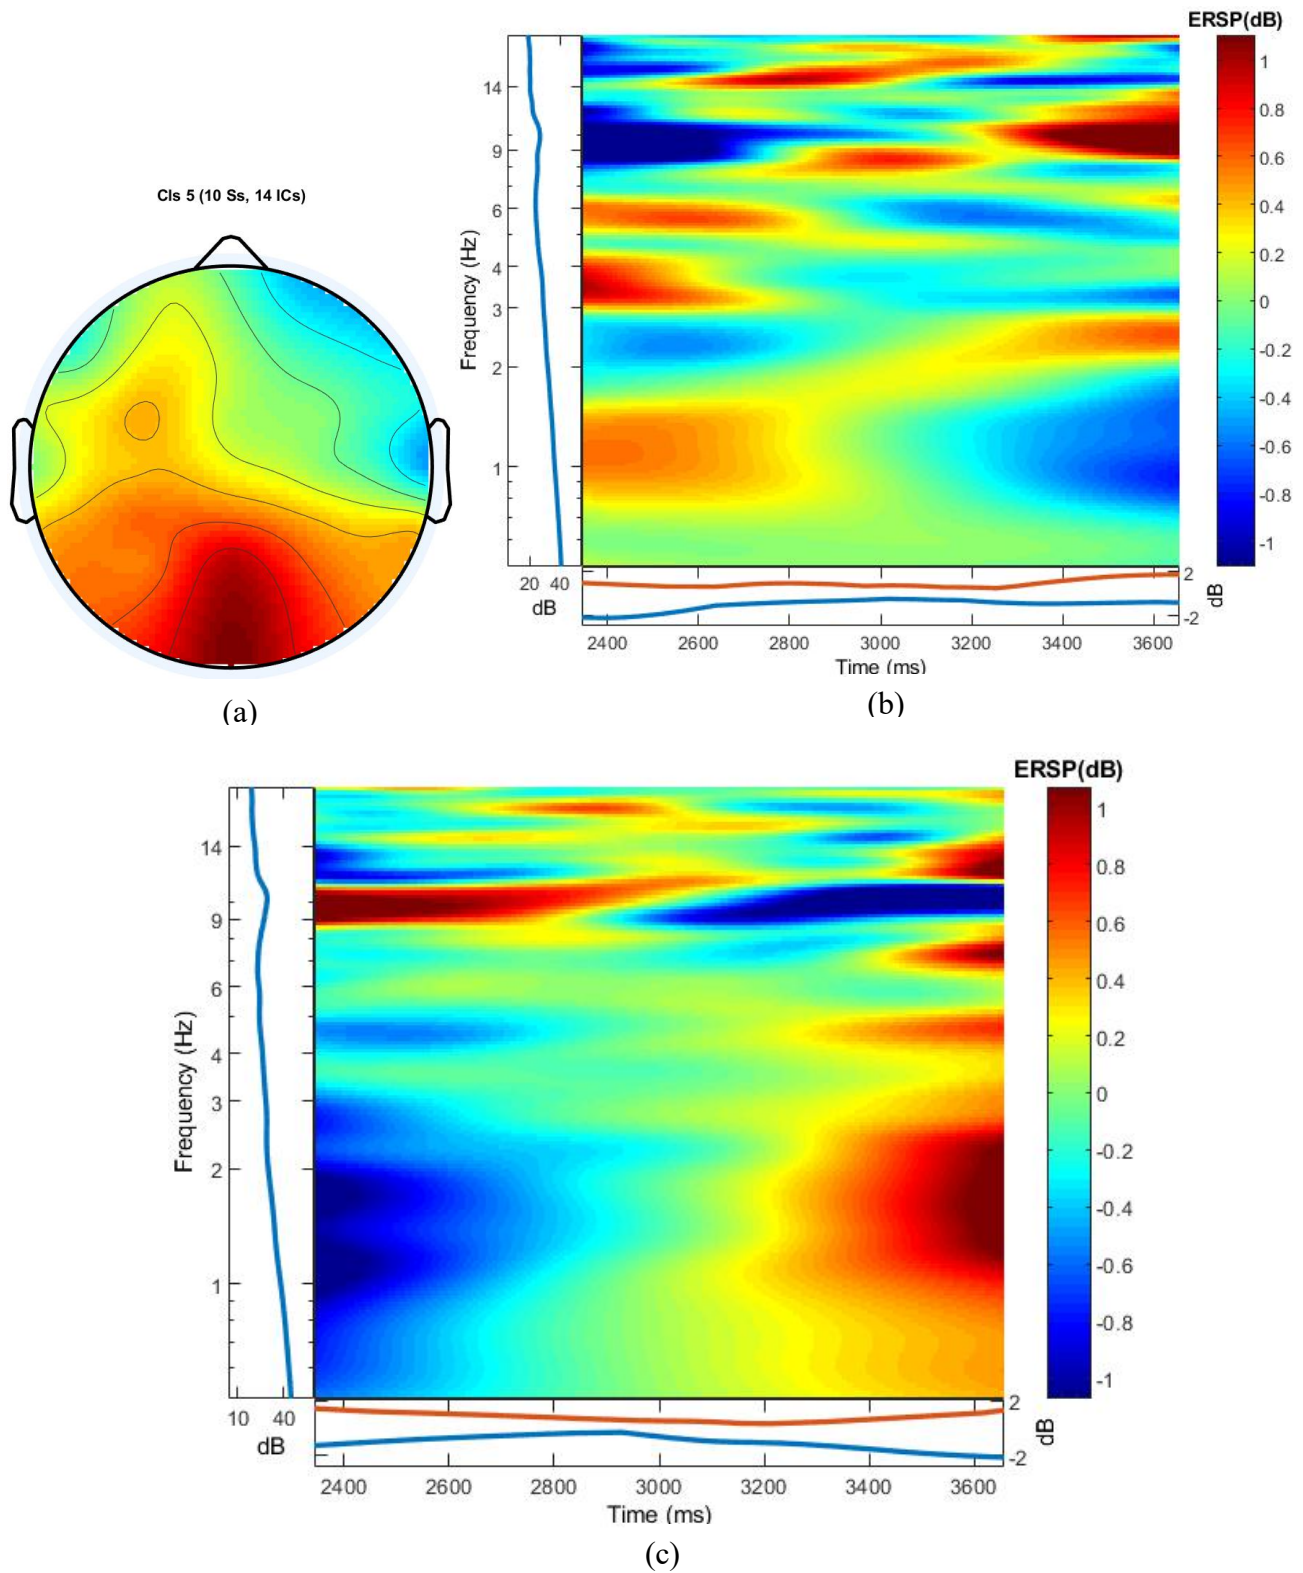 Cls 5 (10 Ss, 14 ICs)
(a)
ERSP(dB)
14
9
6
4
3
2
1
Frequency (Hz)
20 40
dB
1
0.8
0.6
0.4
0.2
0
-0.2
-0.4
-0.6
-0.8
-1
2
-2
dB
2400 2600 2800 3000 3200 3400 3600
Time (ms)
(b)
ERSP(dB)
14
9
6
4
3
2
1
Frequency (Hz)
10 40
dB
1
0.8
0.6
0.4
0.2
0
-0.2
-0.4
-0.6
-0.8
-1
2
-2
dB
2400 2600 2800 3000 3200 3400 3600
Time (ms)
(c)